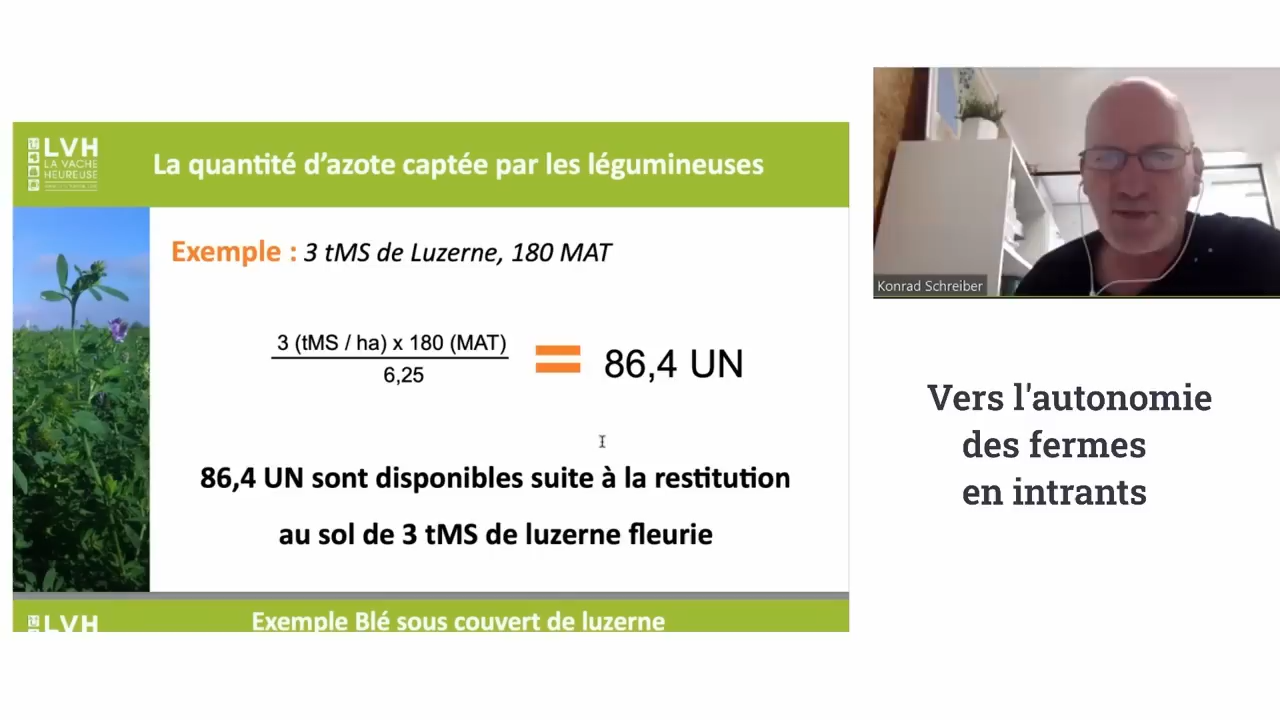 LVH
LA VACHE
HEUREUSE
La quantité d'azote captée par les légumineuses
Exemple : 3 tMS de Luzerne, 180 MAT
3 (tMS / ha) x 180 (MAT)
6,25
= 86,4 UN
86,4 UN sont disponibles suite à la restitution
au sol de 3 tMS de luzerne fleurie
LVH
Exemple Blé sous couvert de luzerne
Konrad Schreiber
Vers l'autonomie
des fermes
en intrants